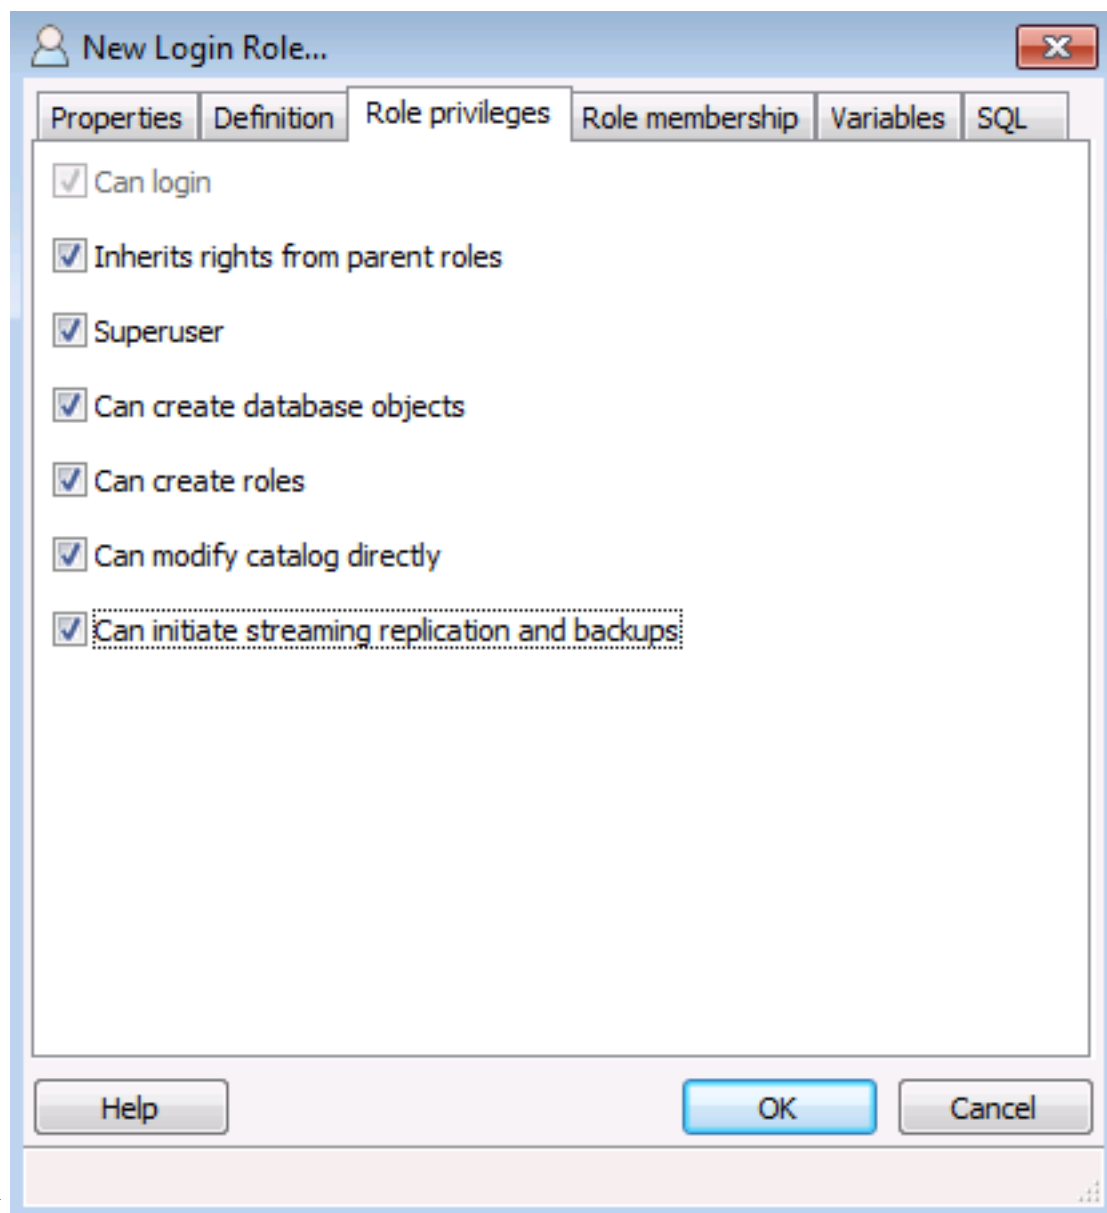 New Login Role...
Properties Definition Role privileges Role membership Variables SQL
Can login
Inherits rights from parent roles
Superuser
Can create database objects
Can create roles
Can modify catalog directly
Can initiate streaming replication and backups
Help OK Cancel